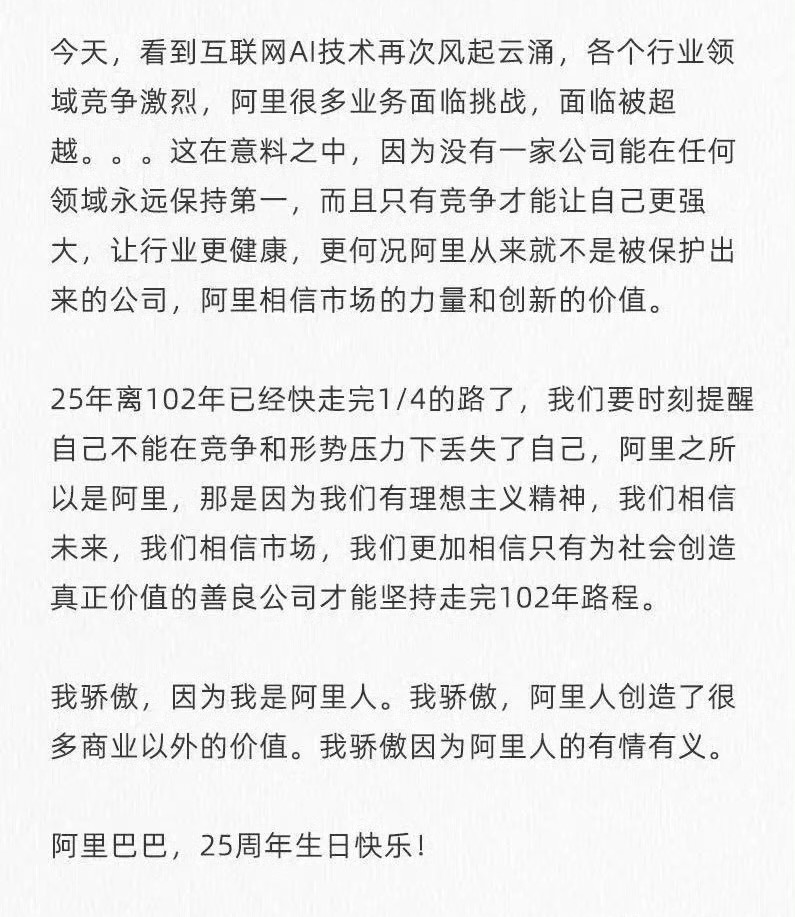 今天，看到互联网AI技术再次风起云涌，各个行业领
域竞争激烈，阿里很多业务面临挑战，面临被超
越。。。这在意料之中，因为没有一家公司能在任何
领域永远保持第一，而且只有竞争才能让自己更强
大，让行业更健康，更何况阿里从来就不是被保护出
来的公司，阿里相信市场的力量和创新的价值。
25年离102年已经快走完1/4的路了，我们要时刻提醒
自己不能在竞争和形势压力下丢失了自己，阿里之所
以是阿里，那是因为我们有理想主义精神，我们相信
未来，我们相信市场，我们更加相信只有为社会创造
真正价值的善良公司才能坚持走完102年路程。
我骄傲，因为我是阿里人。我骄傲，阿里人创造了很
多商业以外的价值。我骄傲因为阿里人的有情有义。
阿里巴巴，25周年生日快乐！